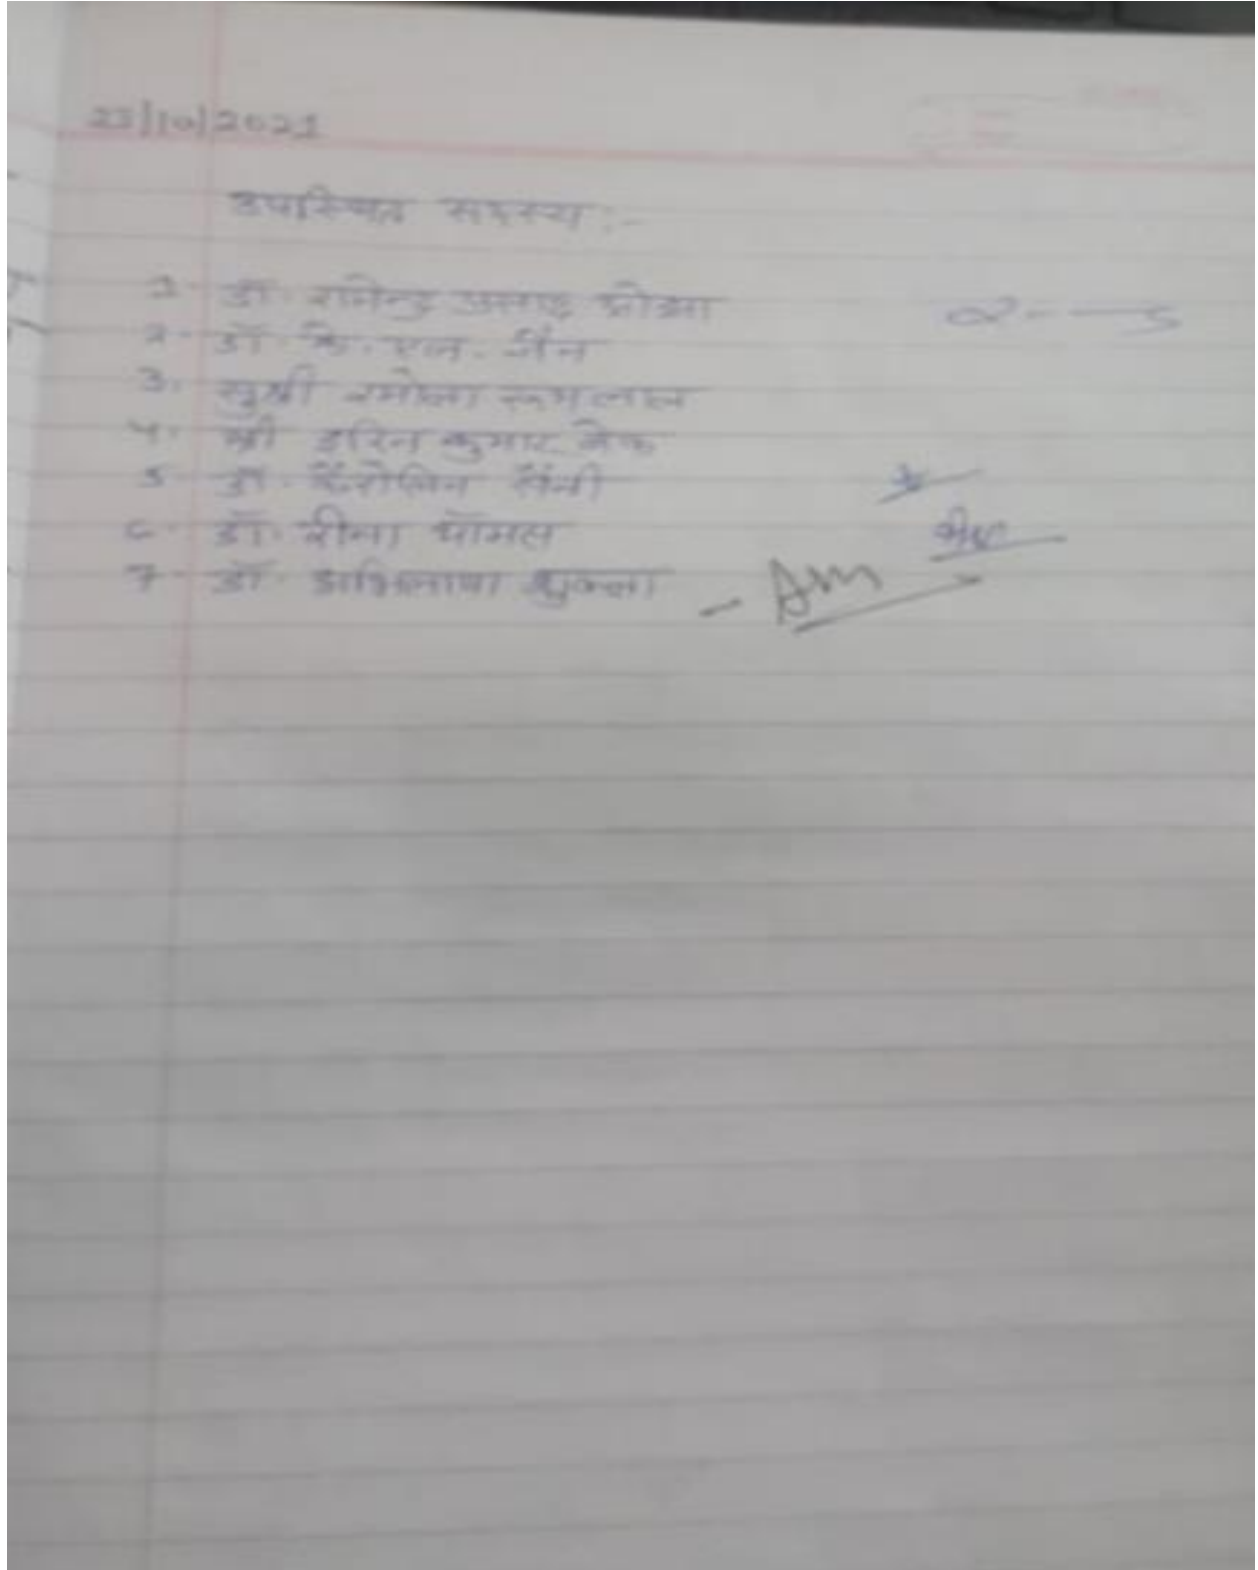 23/10/2021
उपस्थित सदस्य :-
1- डॉ. राजेन्द्र प्रसाद ओझा
2- डॉ. के. एल. जैन
3. सुश्री रमोला रूपलाल
4. श्री हरिन कुमार बेक
5- डॉ. कैरोलिन सैनी
6- डॉ. रीना थॉमस
7- डॉ. अभिलाषा शुक्ला